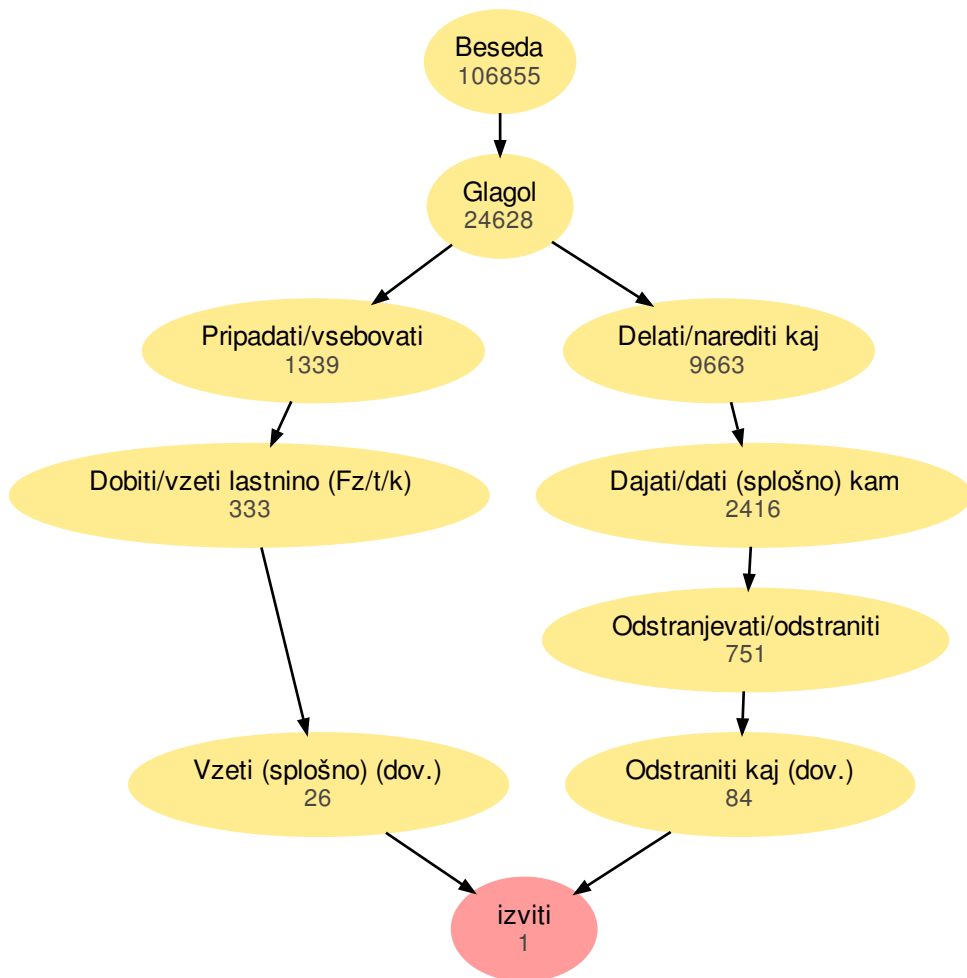 Beseda
106855
Glagol
24628
Pripadati/vsebovati
1339
Delati/narediti kaj
9663
Dobiti/vzeti lastnino (Fz/t/k)
333
Dajati/dati (splošno) kam
2416
Odstranjevati/odstraniti
751
Vzeti (splošno) (dov.)
26
Odstraniti kaj (dov.)
84
izviti
1